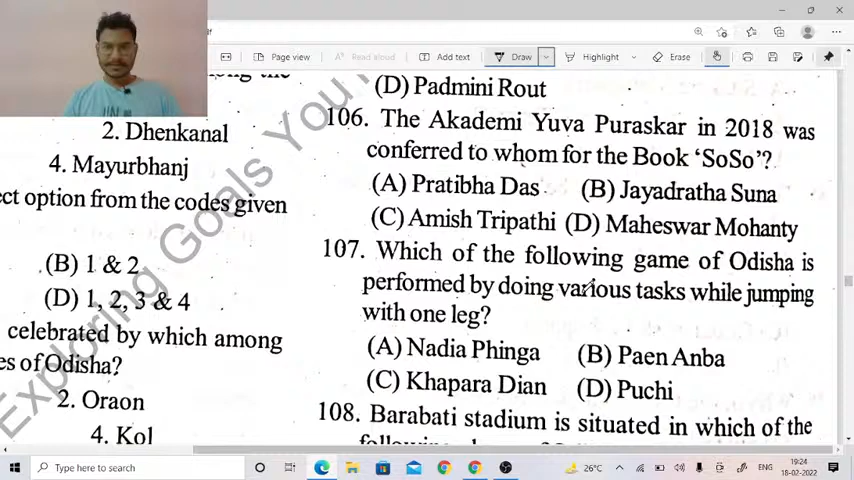 Page view
Read aloud
Add text
Draw
Highlight
Erase
2. Dhenkanal
4. Mayurbhanj
ect option from the codes given
(B) 1 & 2
(D) 1, 2, 3 & 4
celebrated by which among
es of Odisha?
2. Oraon
4. Kol
Exploring Goals
(D) Padmini Rout
106. The Akademi Yuva Puraskar in 2018 was
conferred to whom for the Book ‘SoSo’?
(A) Pratibha Das (B) Jayadratha Suna
(C) Amish Tripathi (D) Maheswar Mohanty
107. Which of the following game of Odisha is
performed by doing various tasks while jumping
with one leg?
(A) Nadia Phinga (B) Paen Anba
(C) Khapara Dian (D) Puchi
108. Barabati stadium is situated in which of the
Type here to search
26°C
ENG
19:24
18-02-2022